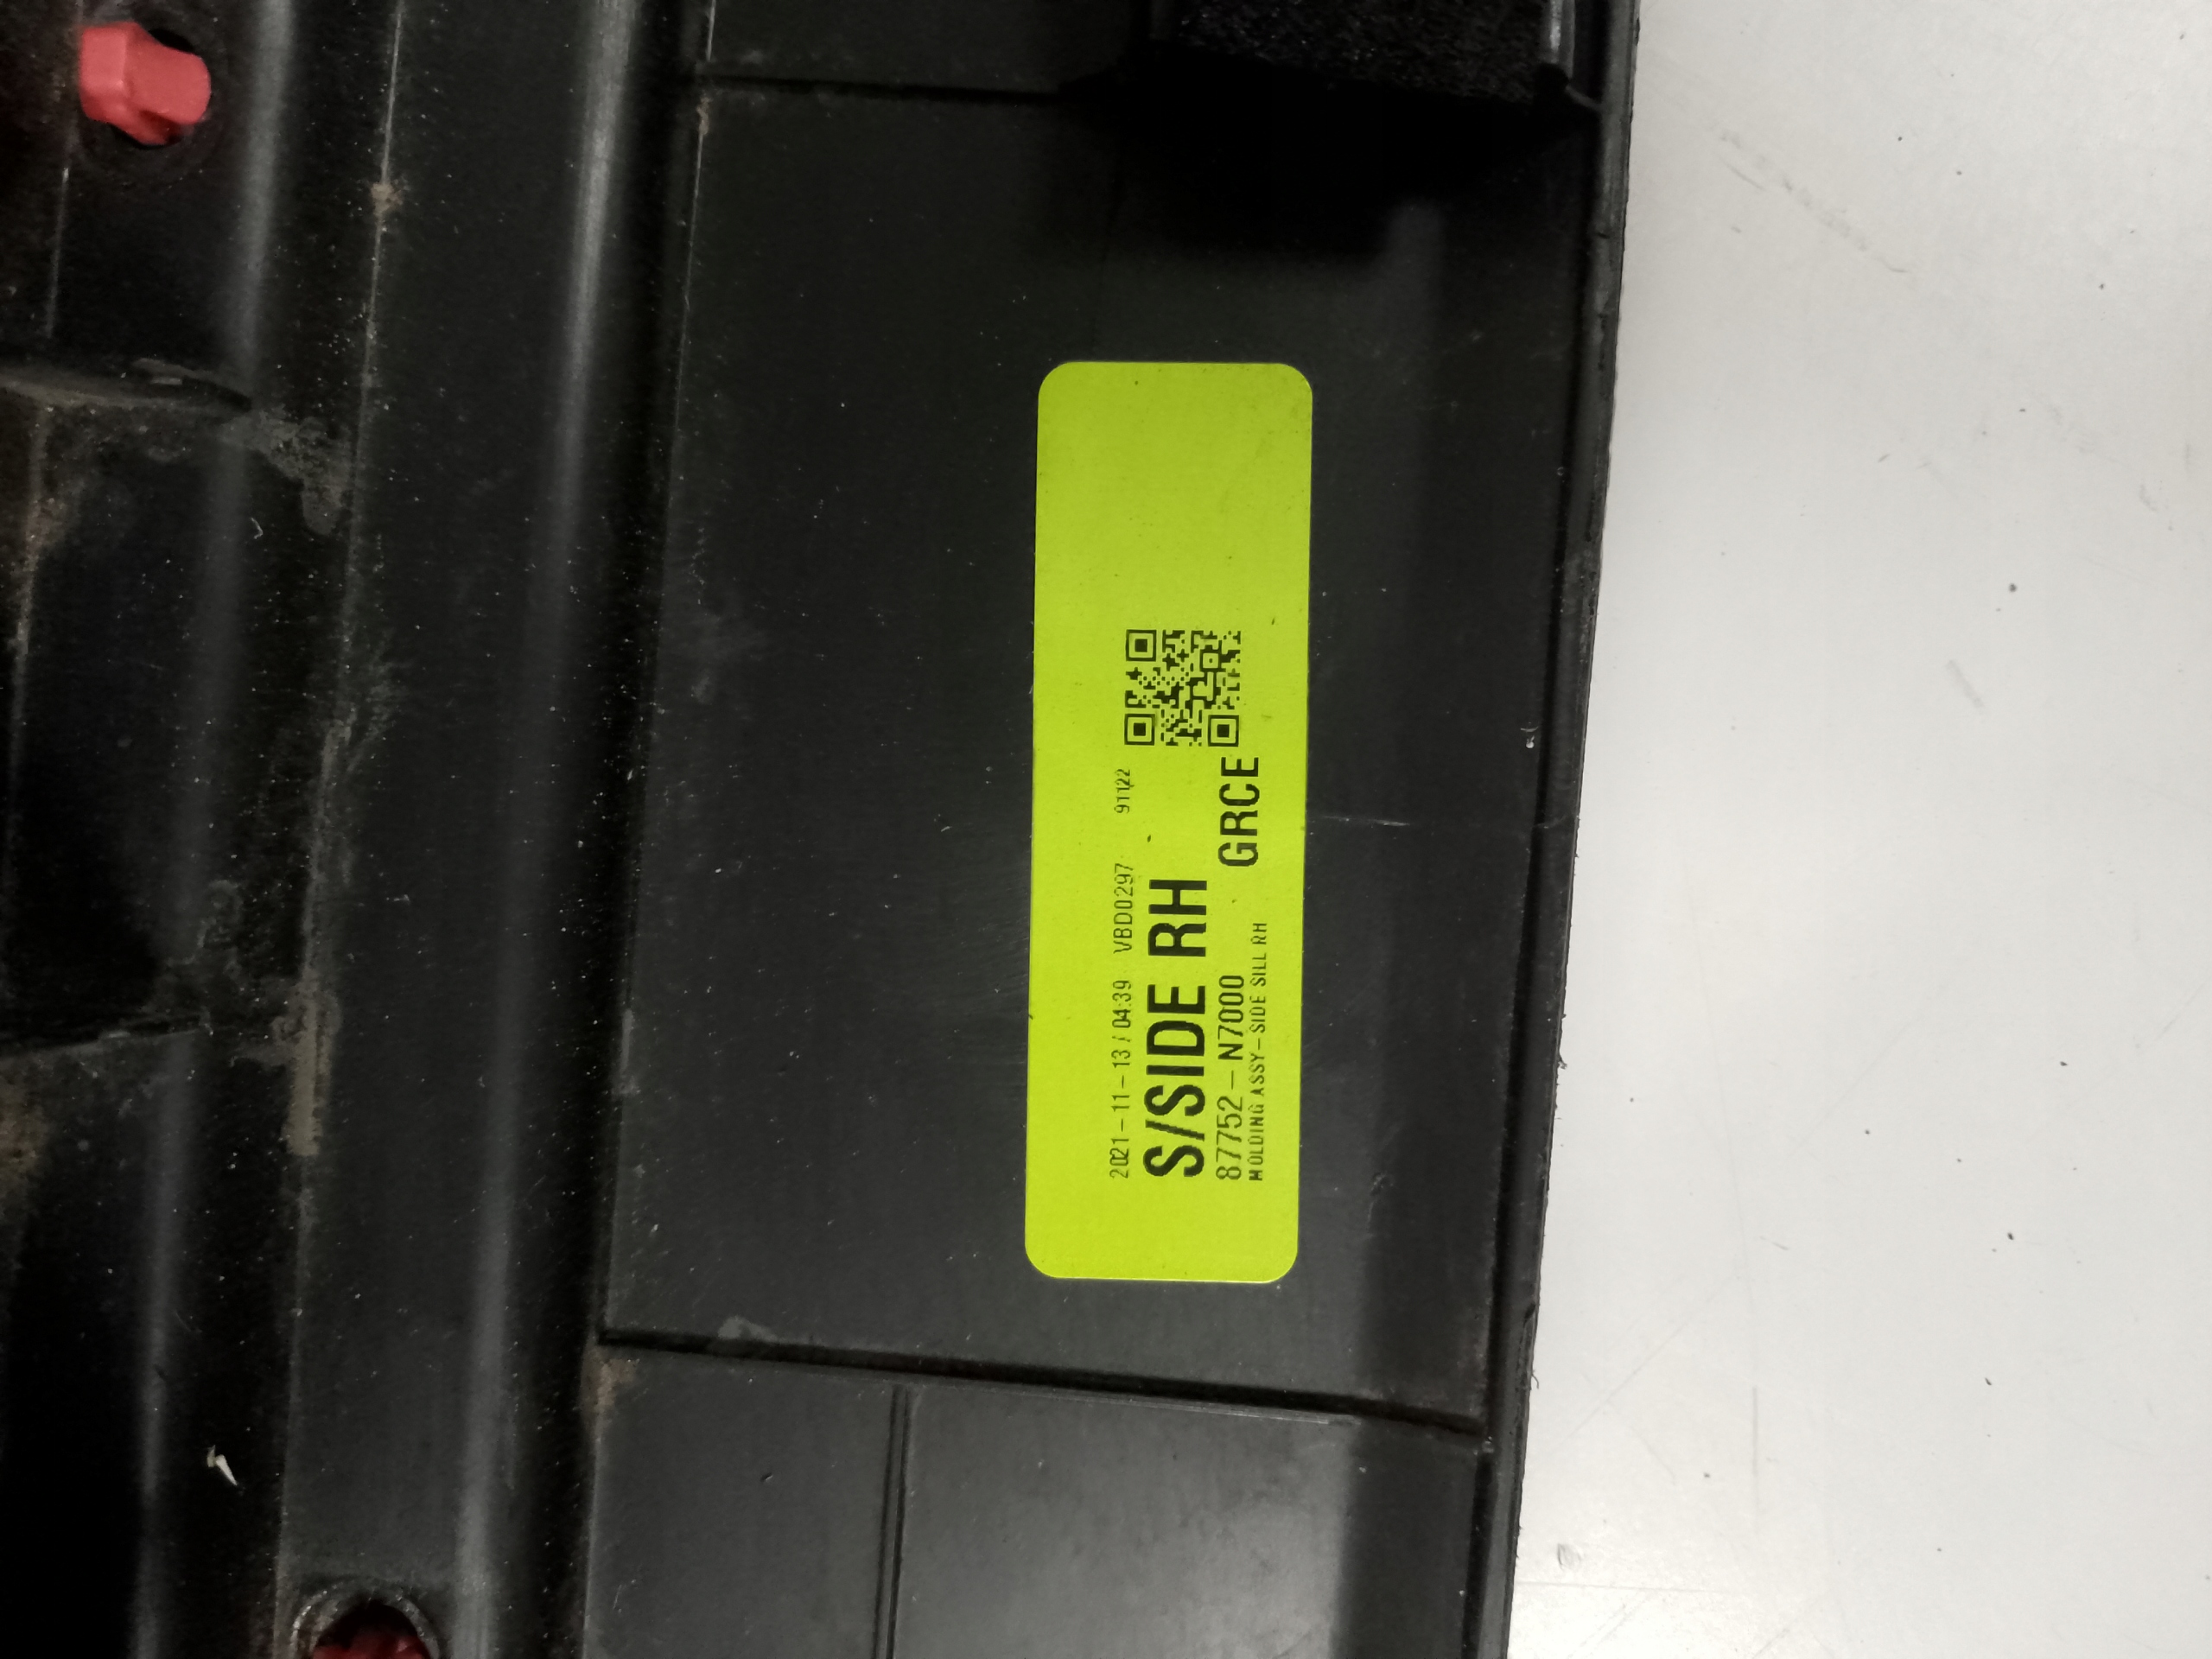 2021-11-13 / 04:39 VBD0297 91122
S/SIDE RH
87752-N7000 GRCE
MOLDING ASSY-SIDE SILL RH